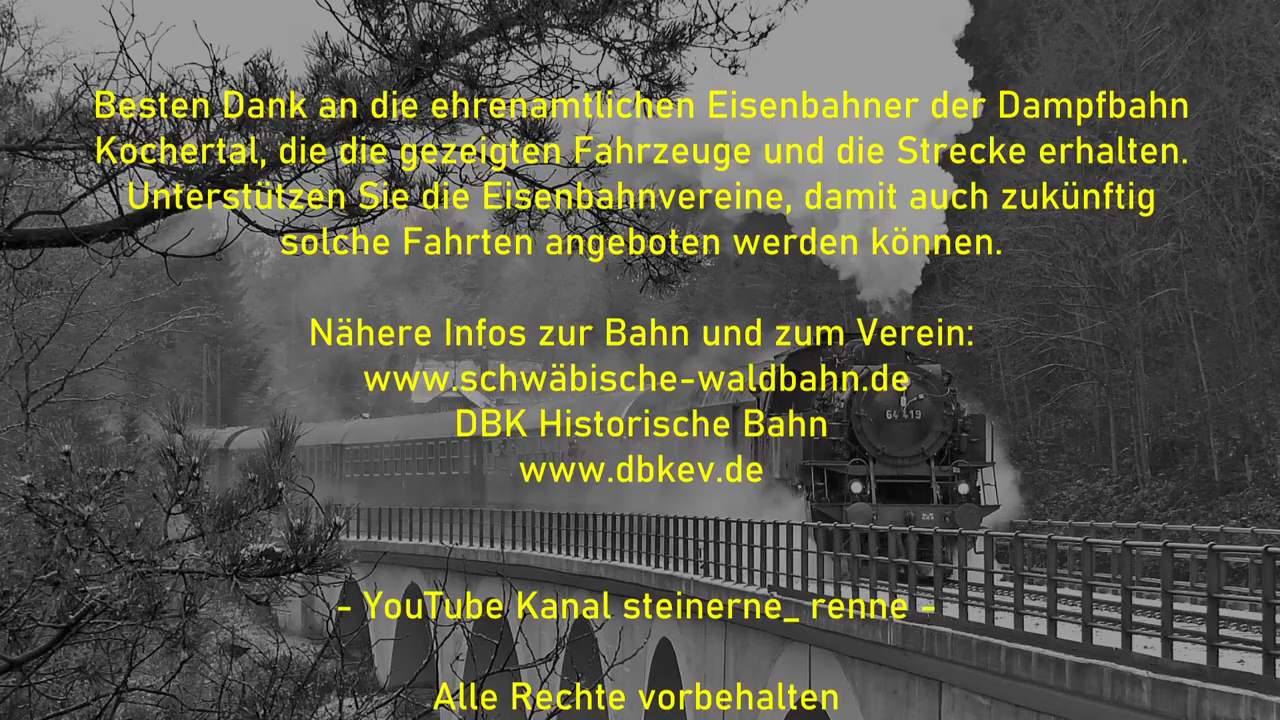 Besten Dank an die ehrenamtlichen Eisenbahner der Dampfbahn
Kochertal, die die gezeigten Fahrzeuge und die Strecke erhalten.
Unterstützen Sie die Eisenbahnvereine, damit auch zukünftig
solche Fahrten angeboten werden können.
Nähere Infos zur Bahn und zum Verein:
www.schwäbische-waldbahn.de
DBK Historische Bahn
www.dbkev.de
64 419
- YouTube Kanal steinerne_ renne -
Alle Rechte vorbehalten